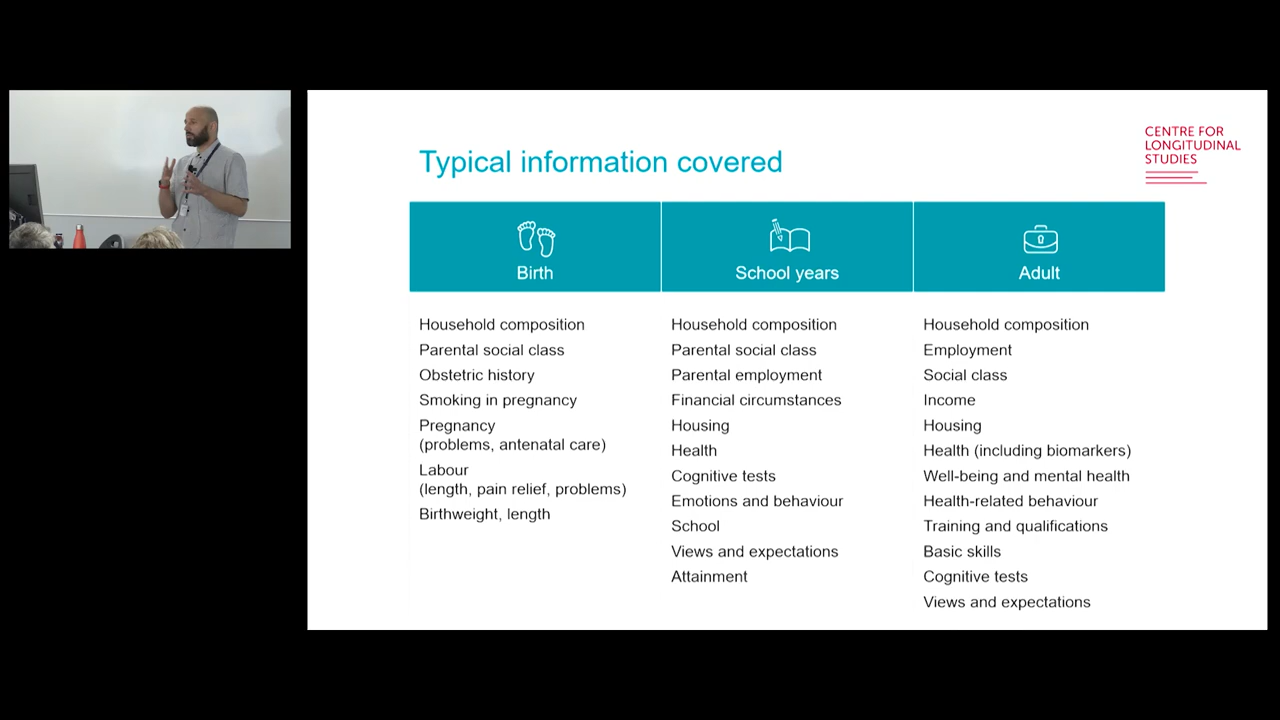 CENTRE FOR
LONGITUDINAL
STUDIES
Typical information covered
Birth
Household composition
Parental social class
Obstetric history
Smoking in pregnancy
Pregnancy
(problems, antenatal care)
Labour
(length, pain relief, problems)
Birthweight, length
School years
Household composition
Parental social class
Parental employment
Financial circumstances
Housing
Health
Cognitive tests
Emotions and behaviour
School
Views and expectations
Attainment
Adult
Household composition
Employment
Social class
Income
Housing
Health (including biomarkers)
Well-being and mental health
Health-related behaviour
Training and qualifications
Basic skills
Cognitive tests
Views and expectations